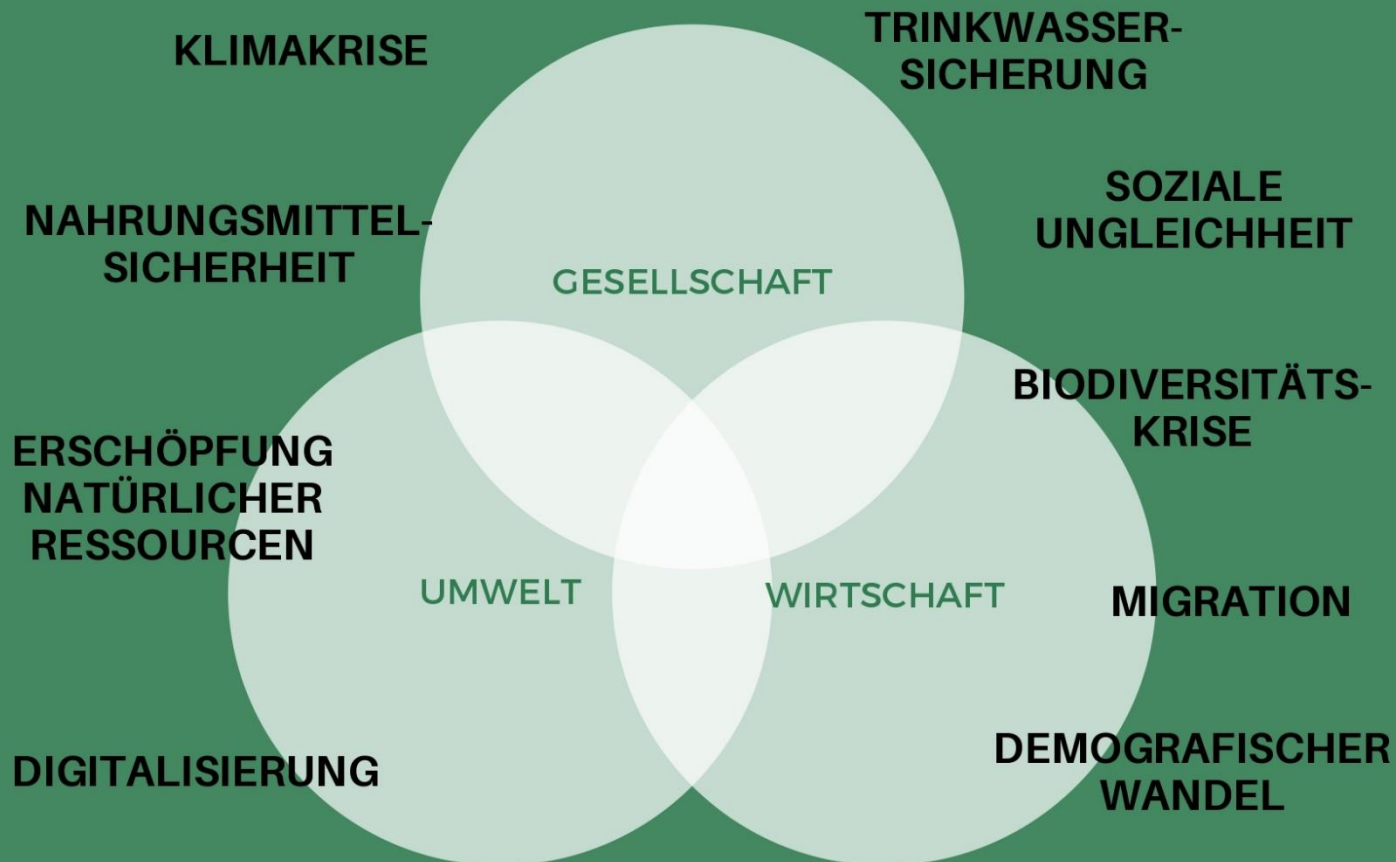 KLIMAKRISE
TRINKWASSER-
SICHERUNG
NAHRUNGSMITTEL-
SICHERHEIT
SOZIALE
UNGLEICHHEIT
GESELLSCHAFT
BIODIVERSITÄTS-
KRISE
ERSCHÖPFUNG
NATÜRLICHER
RESSOURCEN
UMWELT
WIRTSCHAFT
MIGRATION
DIGITALISIERUNG
DEMOGRAFISCHER
WANDEL